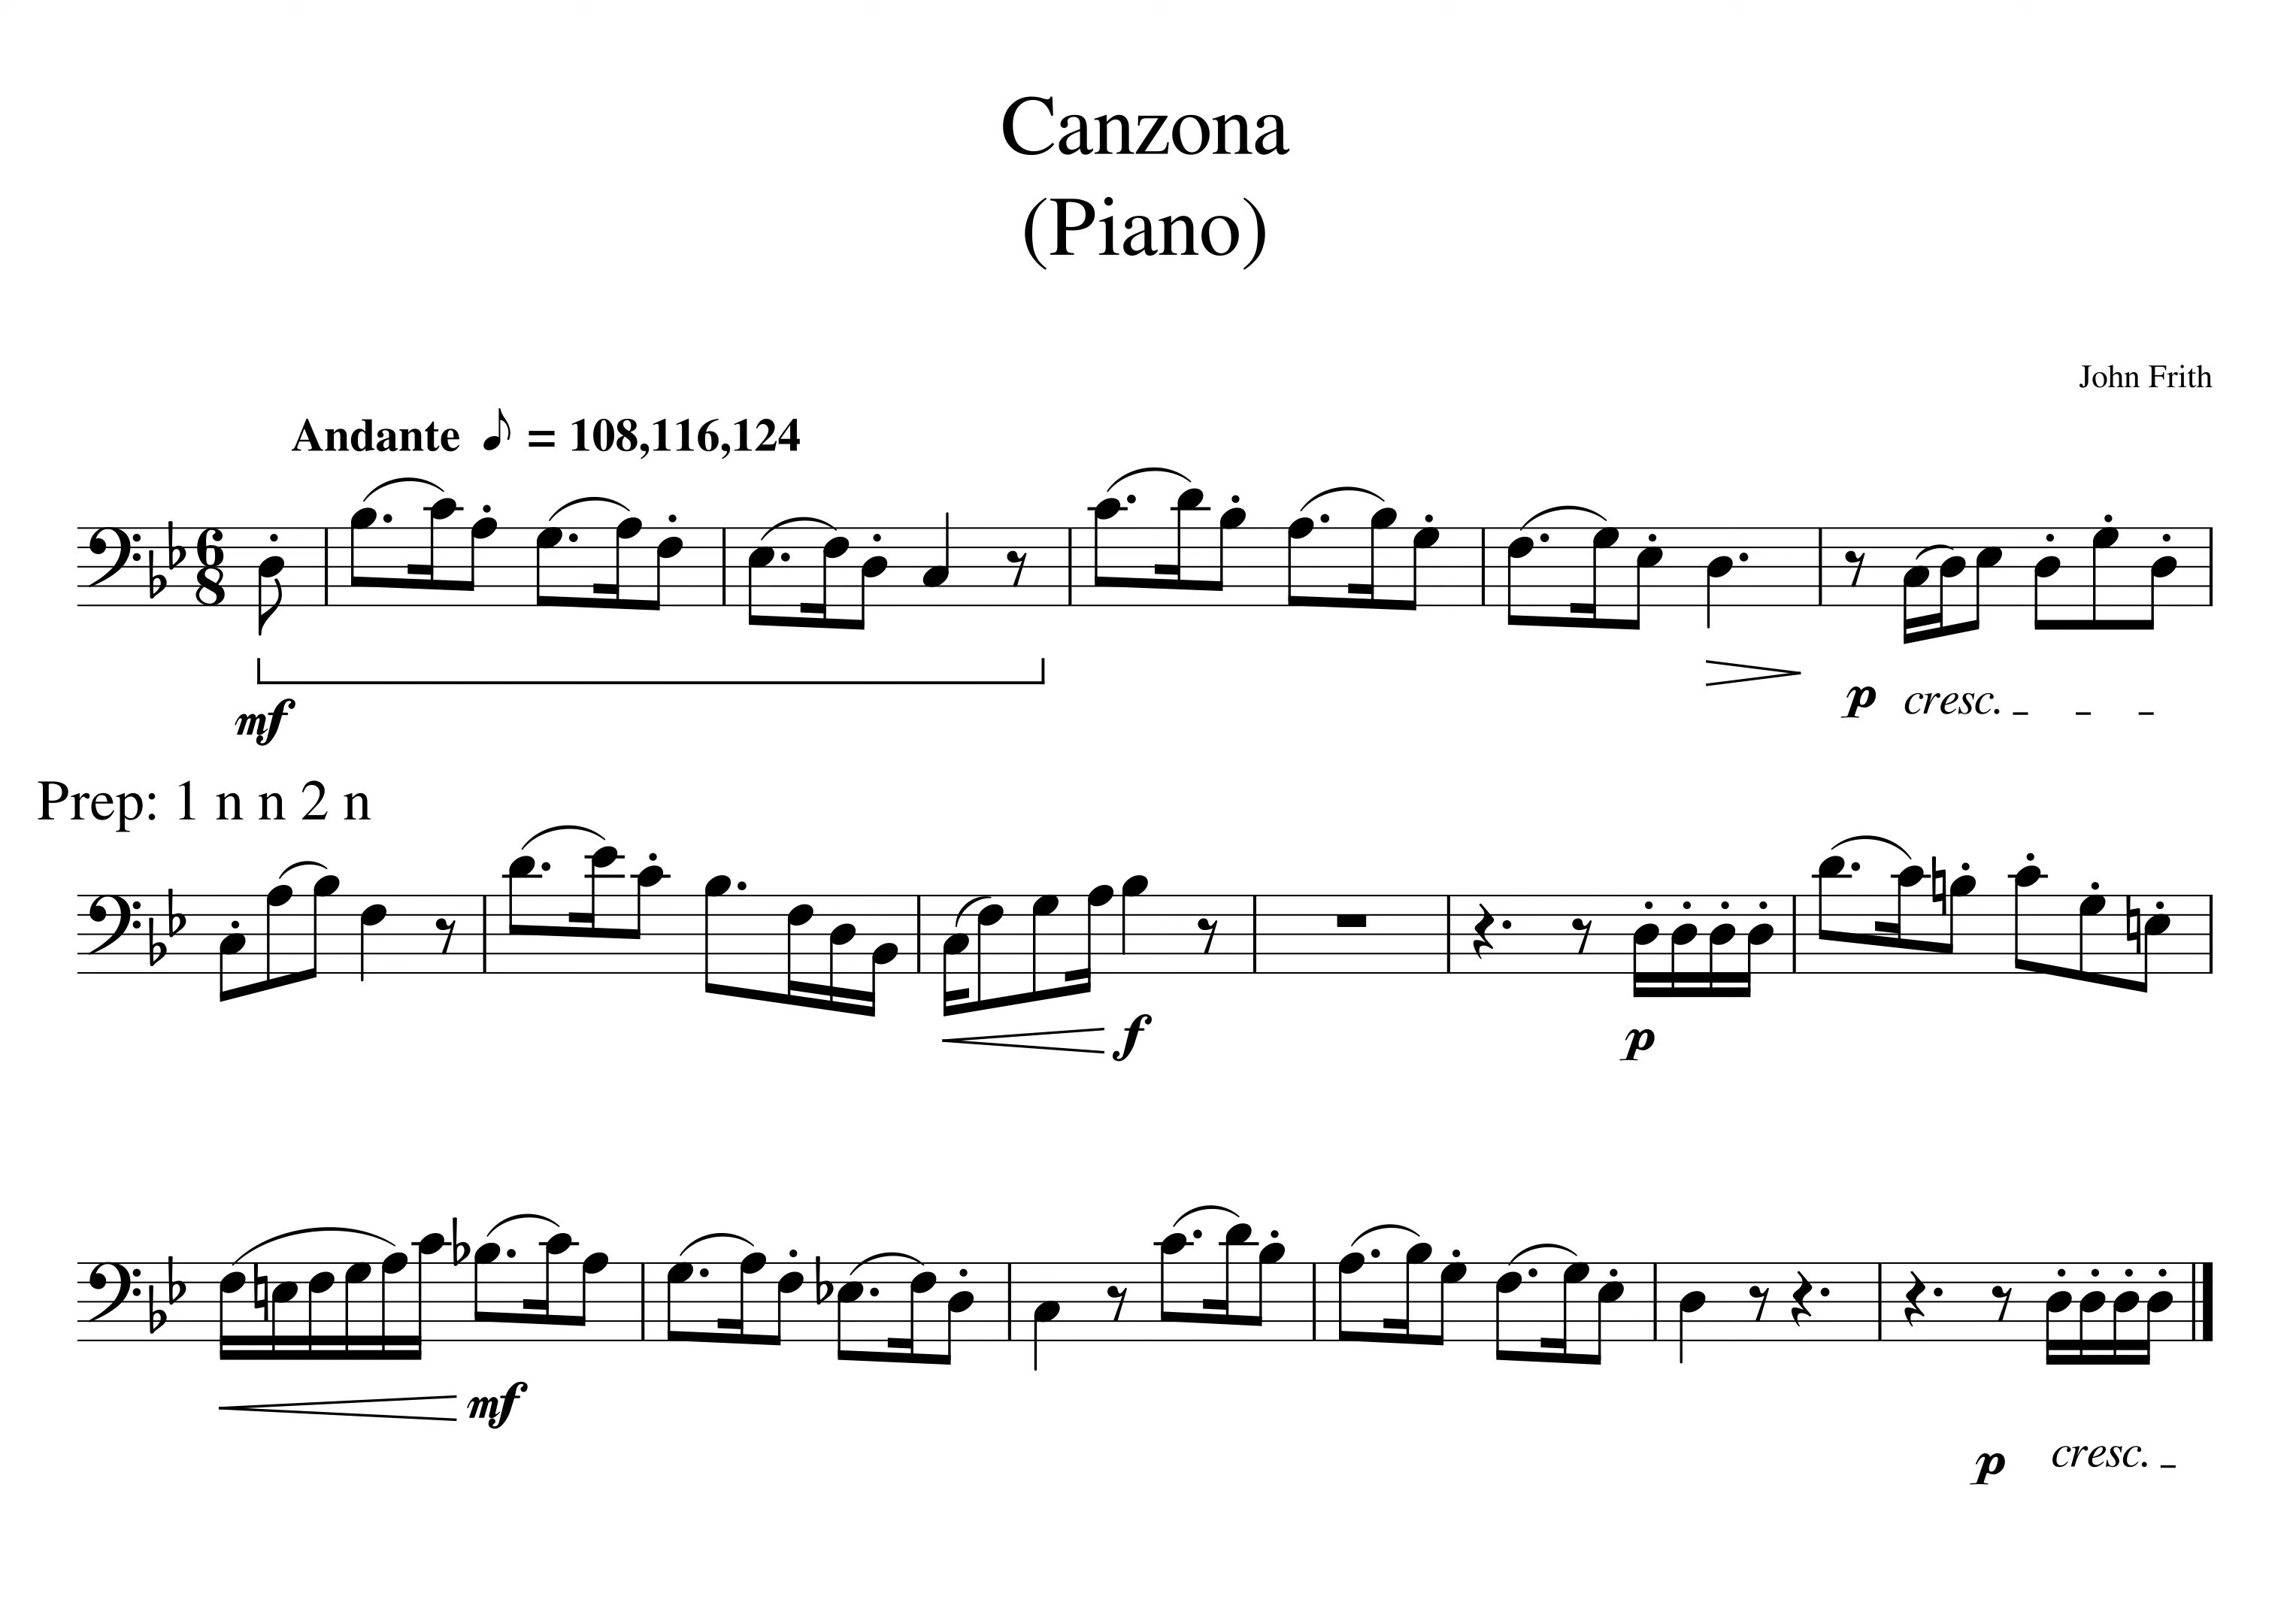 Canzona
(Piano)
John Frith
Andante ♪ = 108,116,124
mf
p cresc.
Prep: 1 n n 2 n
f
p
mf
p cresc.